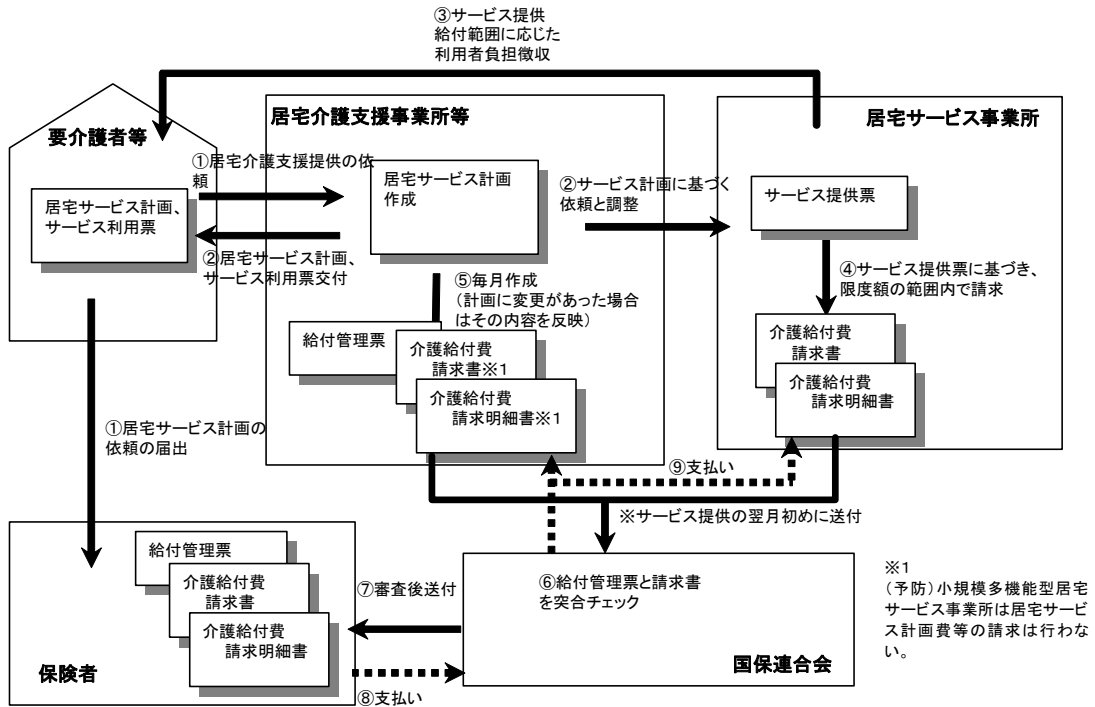 ③サービス提供
給付範囲に応じた
利用者負担徴収
要介護者等
居宅サービス計画、
サービス利用票
①居宅介護支援提供の依
頼
②居宅サービス計画、
サービス利用票交付
居宅介護支援事業所等
居宅サービス計画
作成
⑤毎月作成
(計画に変更があった場合
はその内容を反映)
給付管理票
介護給付費
請求書※1
介護給付費
請求明細書※1
②サービス計画に基づく
依頼と調整
居宅サービス事業所
サービス提供票
④サービス提供票に基づき、
限度額の範囲内で請求
介護給付費
請求書
介護給付費
請求明細書
①居宅サービス計画の
依頼の届出
⑨支払い
※サービス提供の翌月初めに送付
給付管理票
介護給付費
請求書
介護給付費
請求明細書
保険者
⑦審査後送付
⑧支払い
⑥給付管理票と請求書
を突合チェック
国保連合会
※1
(予防)小規模多機能型居宅
サービス事業所は居宅サービ
ス計画費等の請求は行わな
い。